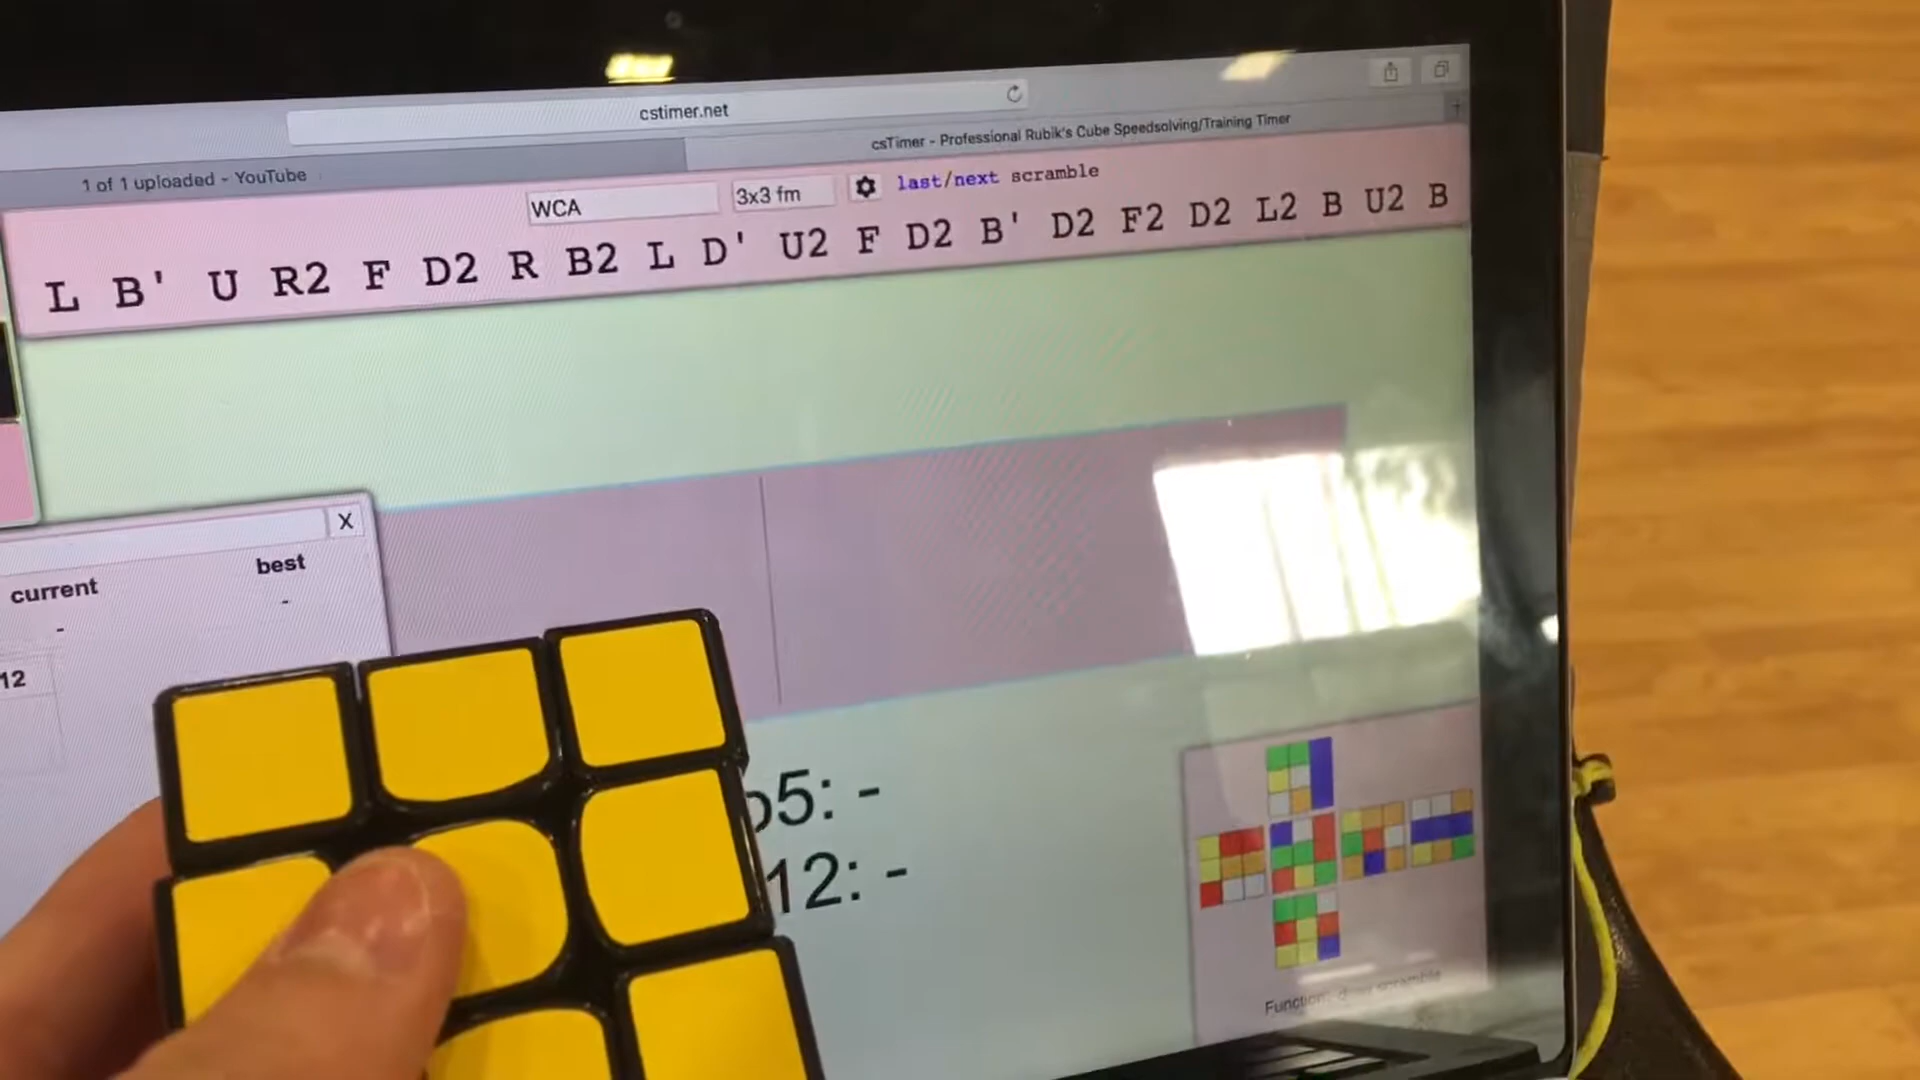 cstimer.net
1 of 1 uploaded - YouTube
csTimer - Professional Rubik's Cube Speedsolving/Training Timer
WCA 3x3 fm last/next scramble
L B' U R2 F D2 R B2 L D' U2 F D2 B' D2 F2 D2 L2 B U2 B
X
current best
- -
12
5: -
12: -
scramble